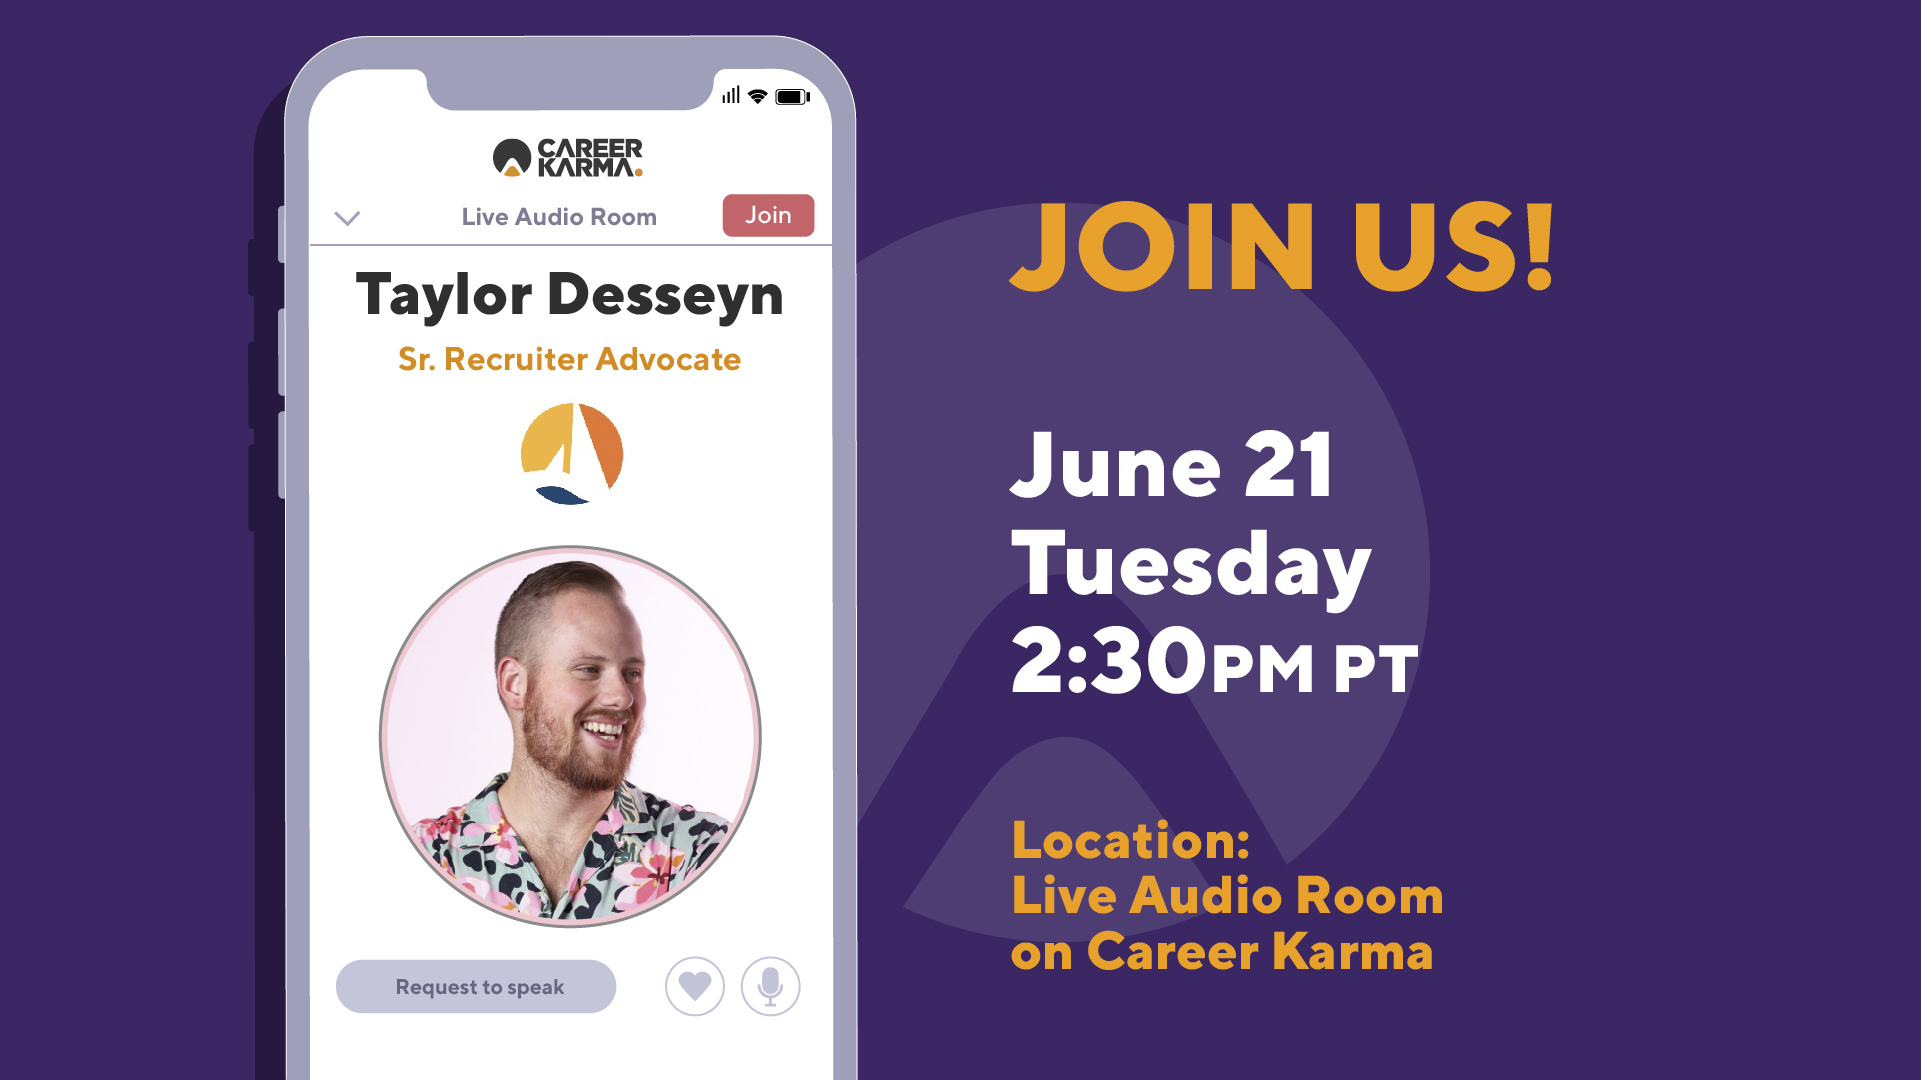 CAREER
KARMA.
Live Audio Room
Join
Taylor Desseyn
Sr. Recruiter Advocate
Request to speak
JOIN US!
June 21
Tuesday
2:30PM PT
Location:
Live Audio Room
on Career Karma